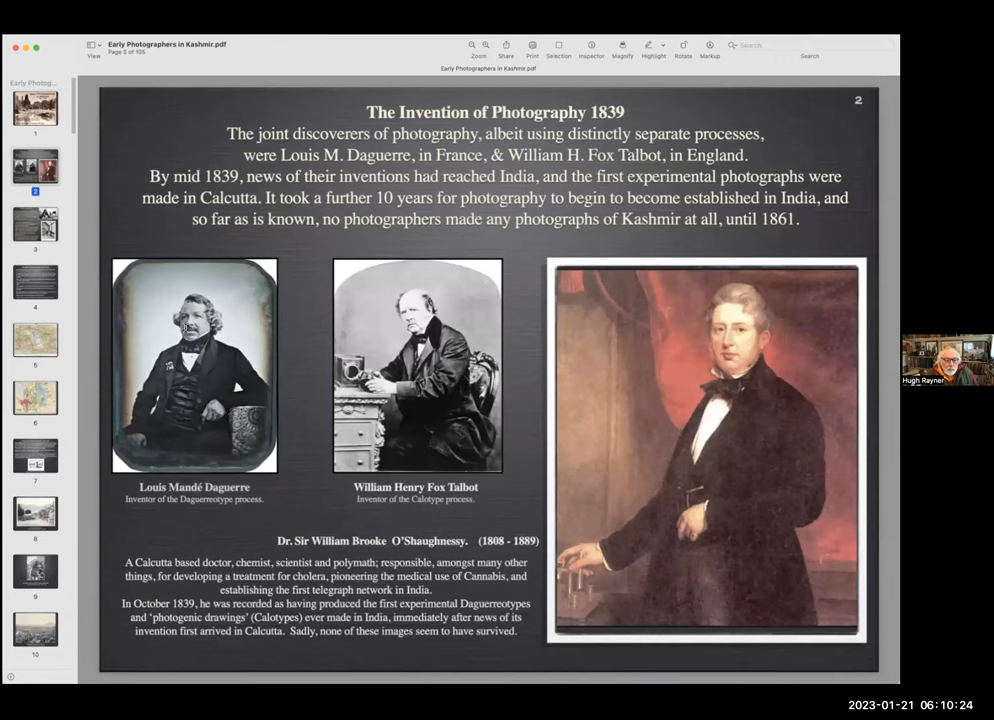 Early Photographers in Kashmir.pdf
Page 2 of 105
View
Zoom
Share
Print
Selection
Inspector
Magnify
Highlight
Rotate
Markup
Search
Search
Early Photographers in Kashmir.pdf
Early Photog...
1
2
3
4
5
6
7
8
9
10
2
The Invention of Photography 1839
The joint discoverers of photography, albeit using distinctly separate processes,
were Louis M. Daguerre, in France, & William H. Fox Talbot, in England.
By mid 1839, news of their inventions had reached India, and the first experimental photographs were
made in Calcutta. It took a further 10 years for photography to begin to become established in India, and
so far as is known, no photographers made any photographs of Kashmir at all, until 1861.
Louis Mandé Daguerre
Inventor of the Daguerreotype process.
William Henry Fox Talbot
Inventor of the Calotype process.
Dr. Sir William Brooke O'Shaughnessy. (1808 - 1889)
A Calcutta based doctor, chemist, scientist and polymath; responsible, amongst many other
things, for developing a treatment for cholera, pioneering the medical use of Cannabis, and
establishing the first telegraph network in India.
In October 1839, he was recorded as having produced the first experimental Daguerreotypes
and 'photogenic drawings' (Calotypes) ever made in India, immediately after news of its
invention first arrived in Calcutta. Sadly, none of these images seem to have survived.
Hugh Rayner
2023-01-21 06:10:24